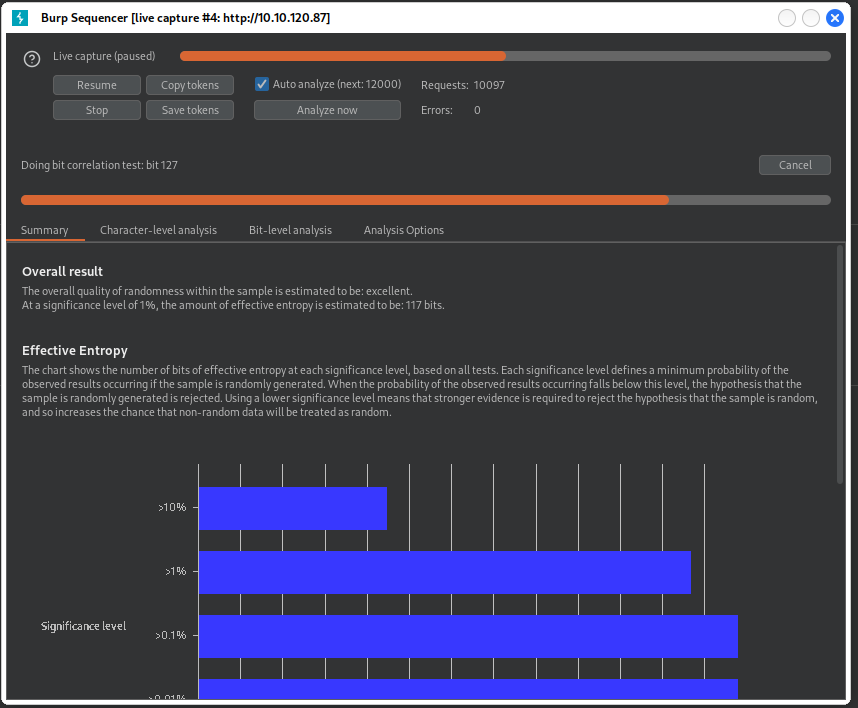 Burp Sequencer [live capture #4: http://10.10.120.87]
Live capture (paused)
Resume
Copy tokens
Auto analyze (next: 12000)
Requests: 10097
Stop
Save tokens
Analyze now
Errors: 0
Doing bit correlation test: bit 127
Cancel
Summary
Character-level analysis
Bit-level analysis
Analysis Options
Overall result
The overall quality of randomness within the sample is estimated to be: excellent.
At a significance level of 1%, the amount of effective entropy is estimated to be: 117 bits.
Effective Entropy
The chart shows the number of bits of effective entropy at each significance level, based on all tests. Each significance level defines a minimum probability of the
observed results occurring if the sample is randomly generated. When the probability of the observed results occurring falls below this level, the hypothesis that the
sample is randomly generated is rejected. Using a lower significance level means that stronger evidence is required to reject the hypothesis that the sample is random,
and so increases the chance that non-random data will be treated as random.
>10%
>1%
Significance level
>0.1%
>0.01%